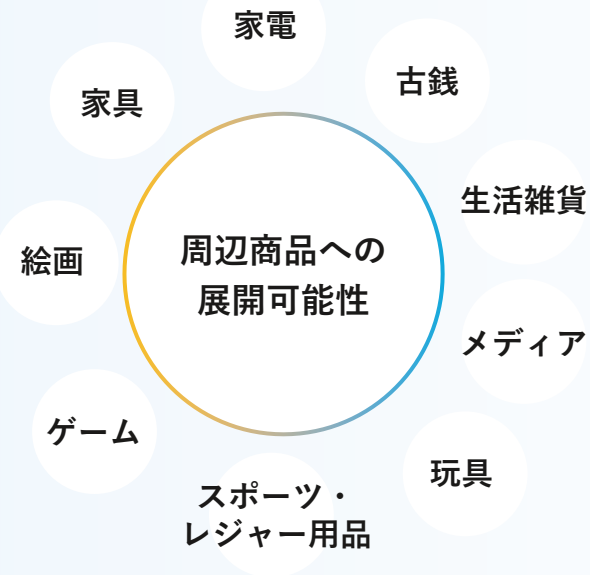 家電
古銭
家具
生活雑貨
周辺商品への
展開可能性
絵画
メディア
ゲーム
玩具
スポーツ・
レジャー用品